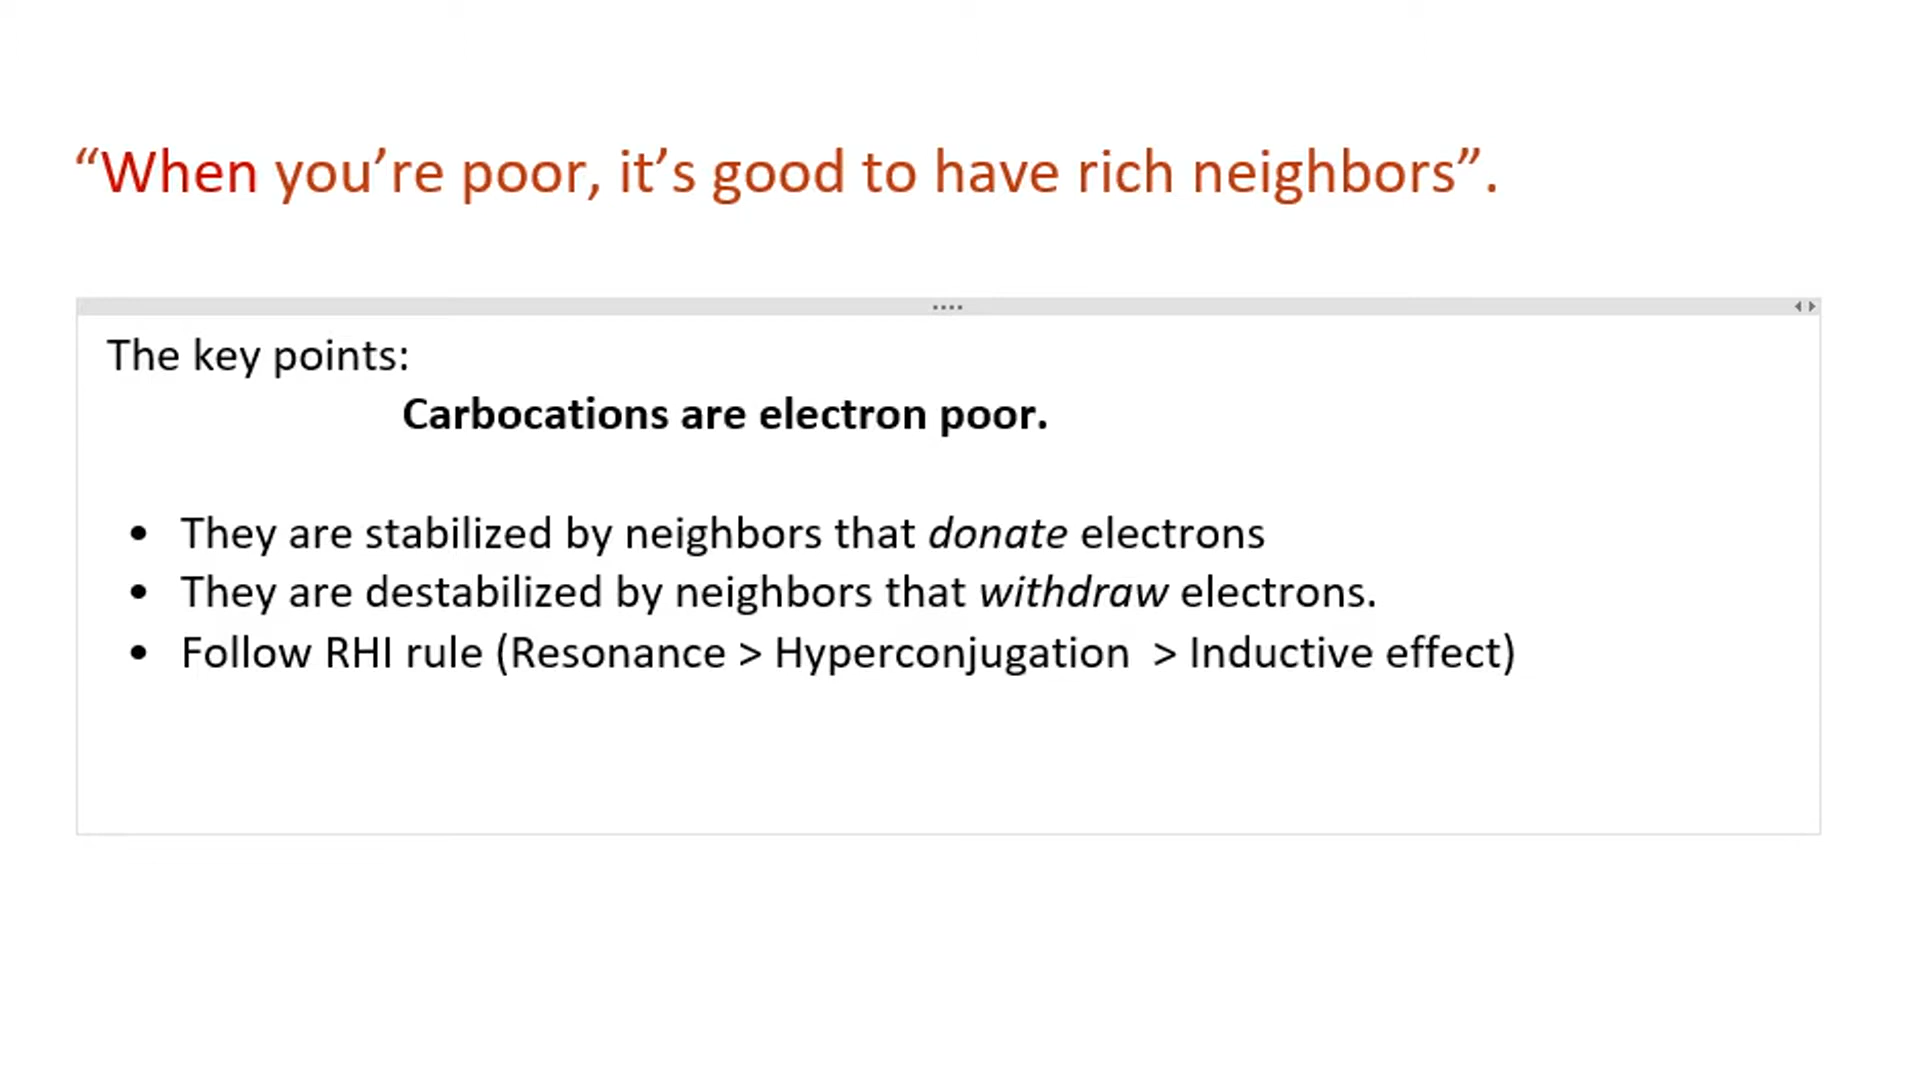 “When you’re poor, it’s good to have rich neighbors”.
The key points:
Carbocations are electron poor.
• They are stabilized by neighbors that donate electrons
• They are destabilized by neighbors that withdraw electrons.
• Follow RHI rule (Resonance > Hyperconjugation  > Inductive effect)